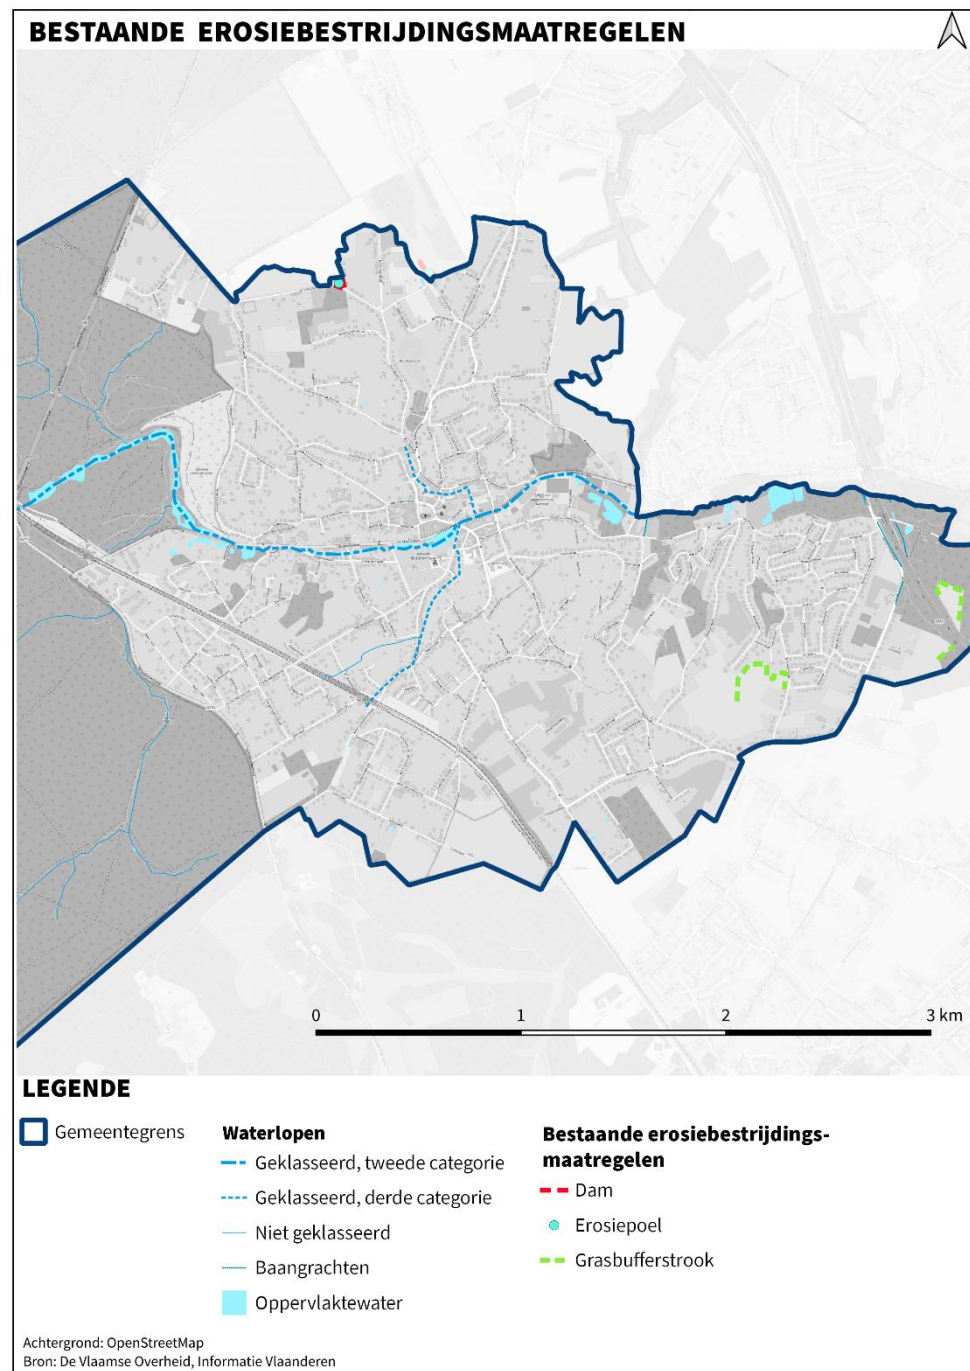 BESTAANDE EROSIEBESTRIJDINGSMAATREGELEN
0 1 2 3 km
LEGENDE
Gemeentegrens
Waterlopen
Geklasseerd, tweede categorie
Geklasseerd, derde categorie
Niet geklasseerd
Baangrachten
Oppervlaktewater
Bestaande erosiebestrijdings-
maatregelen
Dam
Erosiepoel
Grasbufferstrook
Achtergrond: OpenStreetMap
Bron: De Vlaamse Overheid, Informatie Vlaanderen